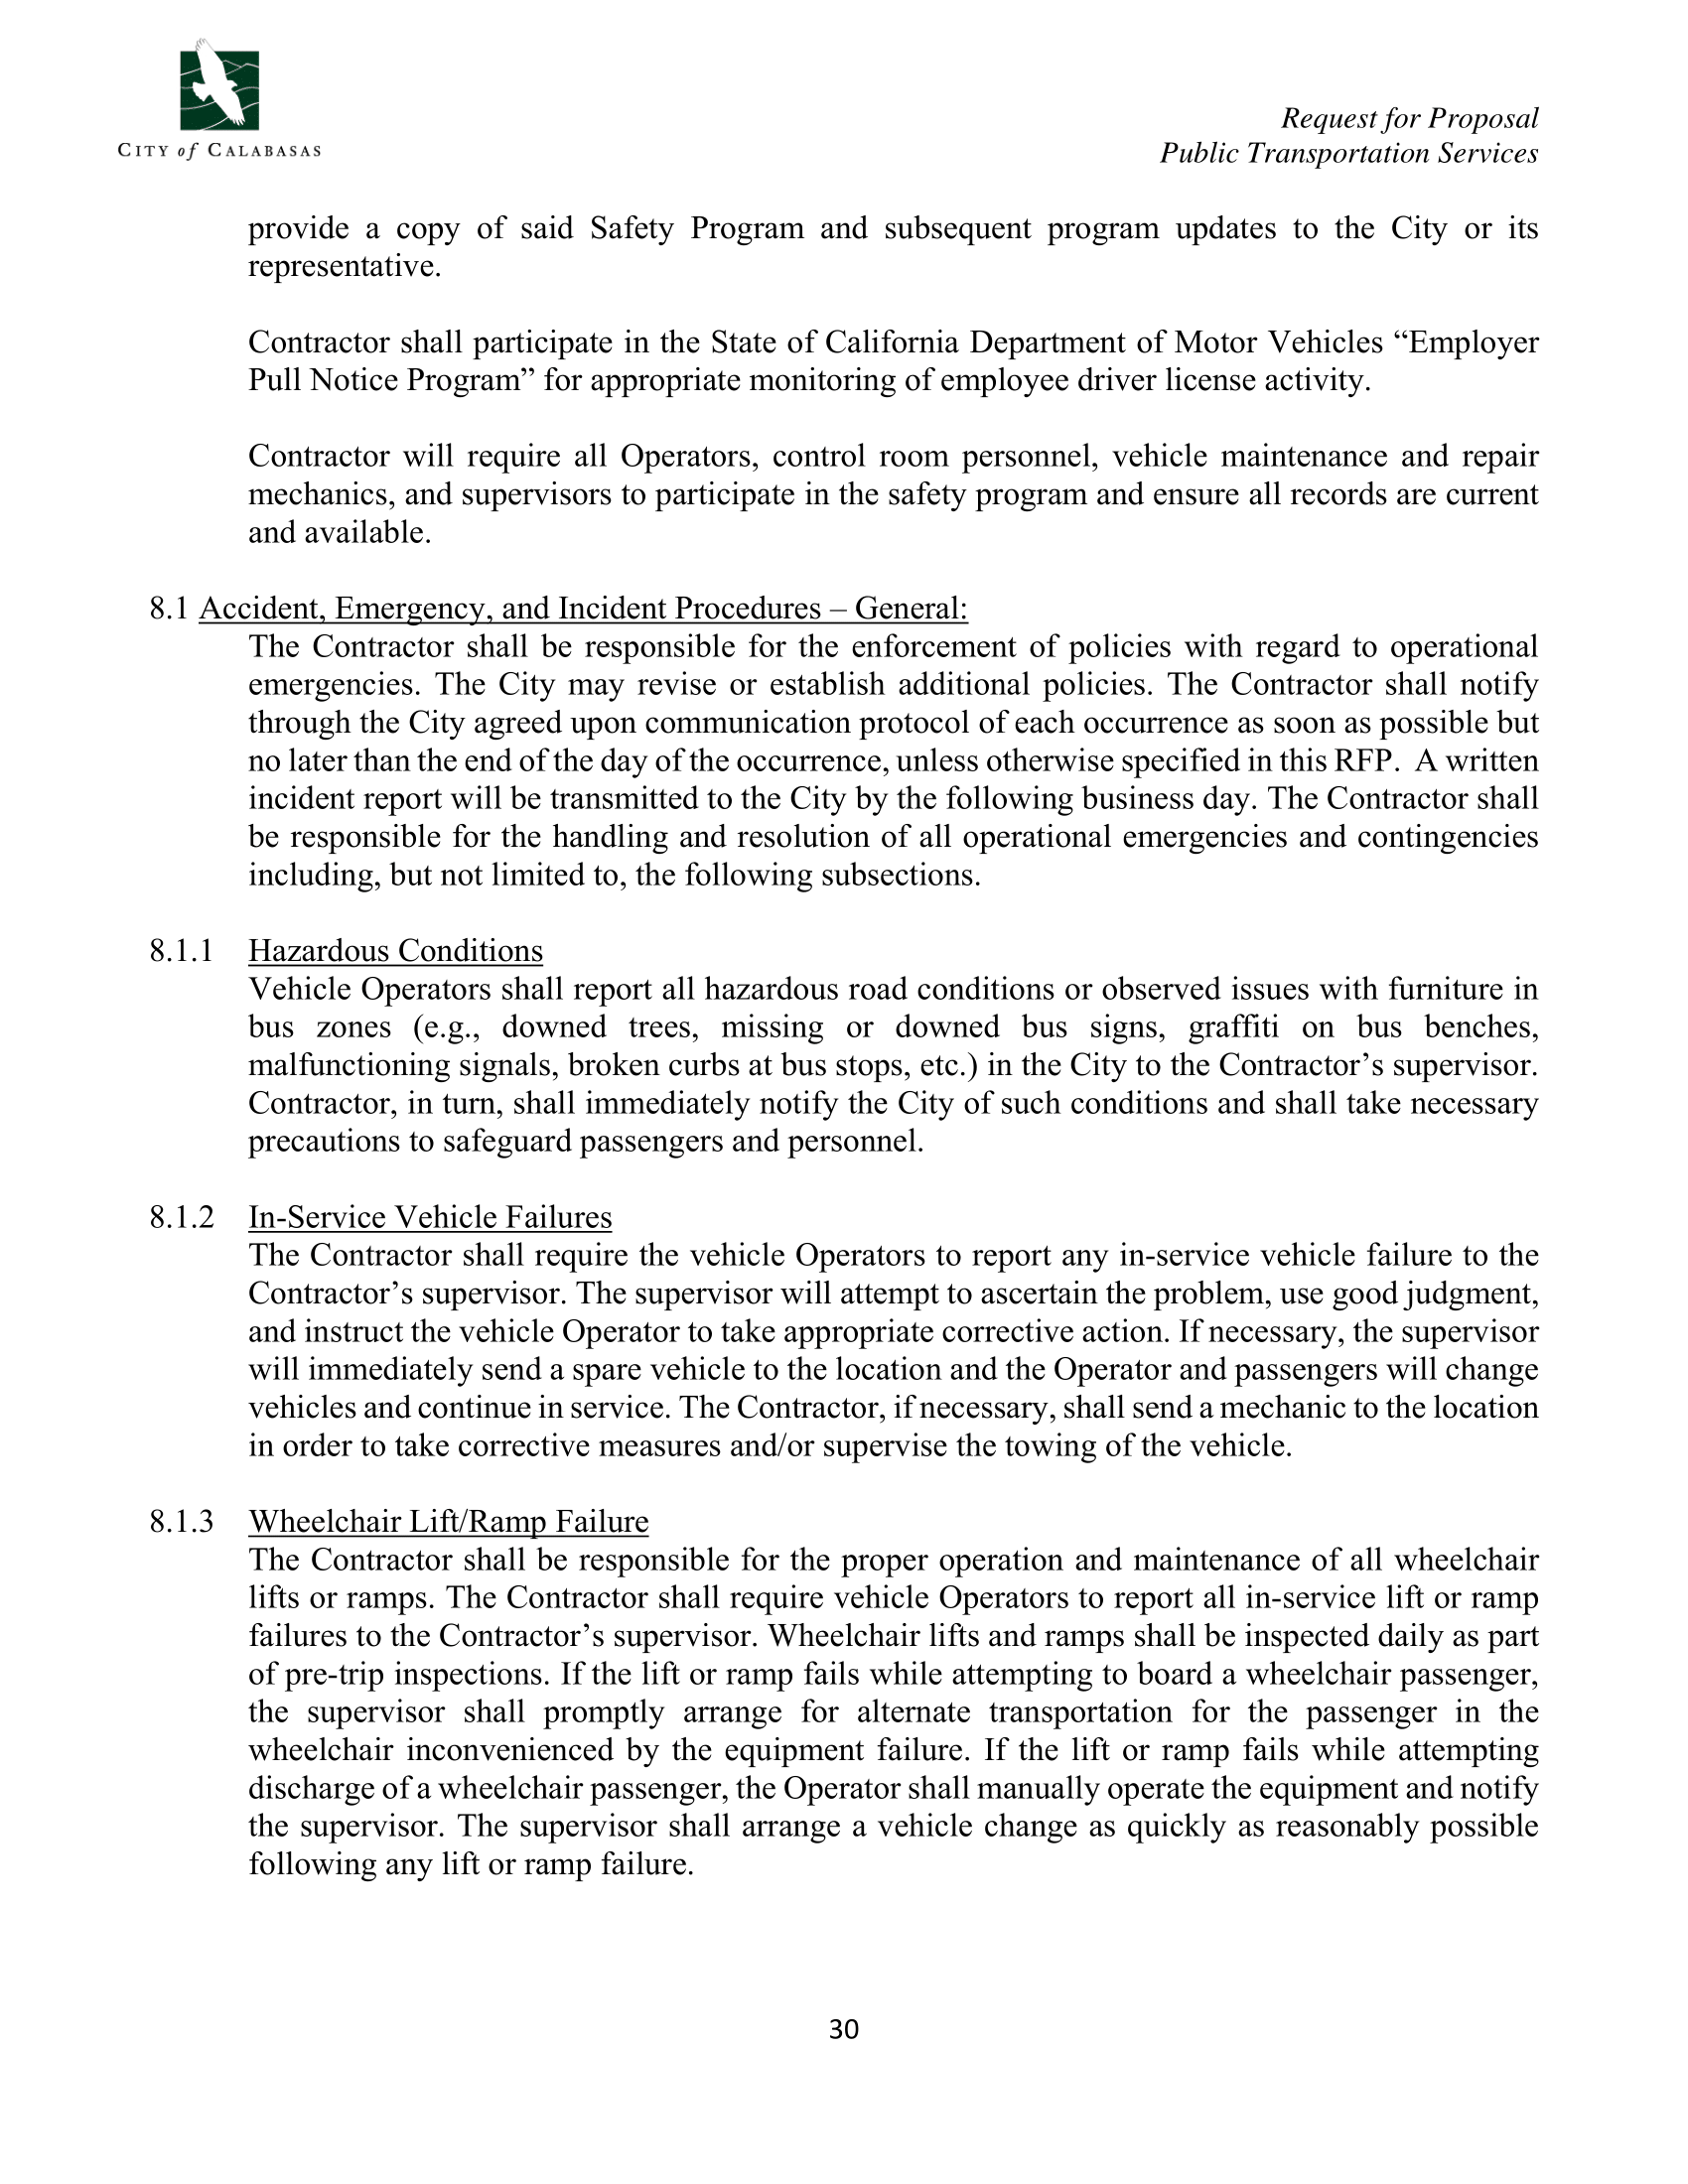 CITY of CALABASAS
Request for Proposal
Public Transportation Services
provide a copy of said Safety Program and subsequent program updates to the City or its
representative.
Contractor shall participate in the State of California Department of Motor Vehicles “Employer
Pull Notice Program” for appropriate monitoring of employee driver license activity.
Contractor will require all Operators, control room personnel, vehicle maintenance and repair
mechanics, and supervisors to participate in the safety program and ensure all records are current
and available.
8.1 Accident, Emergency, and Incident Procedures – General:
The Contractor shall be responsible for the enforcement of policies with regard to operational
emergencies. The City may revise or establish additional policies. The Contractor shall notify
through the City agreed upon communication protocol of each occurrence as soon as possible but
no later than the end of the day of the occurrence, unless otherwise specified in this RFP.  A written
incident report will be transmitted to the City by the following business day. The Contractor shall
be responsible for the handling and resolution of all operational emergencies and contingencies
including, but not limited to, the following subsections.
8.1.1 Hazardous Conditions
Vehicle Operators shall report all hazardous road conditions or observed issues with furniture in
bus zones (e.g., downed trees, missing or downed bus signs, graffiti on bus benches,
malfunctioning signals, broken curbs at bus stops, etc.) in the City to the Contractor’s supervisor.
Contractor, in turn, shall immediately notify the City of such conditions and shall take necessary
precautions to safeguard passengers and personnel.
8.1.2 In-Service Vehicle Failures
The Contractor shall require the vehicle Operators to report any in-service vehicle failure to the
Contractor’s supervisor. The supervisor will attempt to ascertain the problem, use good judgment,
and instruct the vehicle Operator to take appropriate corrective action. If necessary, the supervisor
will immediately send a spare vehicle to the location and the Operator and passengers will change
vehicles and continue in service. The Contractor, if necessary, shall send a mechanic to the location
in order to take corrective measures and/or supervise the towing of the vehicle.
8.1.3 Wheelchair Lift/Ramp Failure
The Contractor shall be responsible for the proper operation and maintenance of all wheelchair
lifts or ramps. The Contractor shall require vehicle Operators to report all in-service lift or ramp
failures to the Contractor’s supervisor. Wheelchair lifts and ramps shall be inspected daily as part
of pre-trip inspections. If the lift or ramp fails while attempting to board a wheelchair passenger,
the supervisor shall promptly arrange for alternate transportation for the passenger in the
wheelchair inconvenienced by the equipment failure. If the lift or ramp fails while attempting
discharge of a wheelchair passenger, the Operator shall manually operate the equipment and notify
the supervisor. The supervisor shall arrange a vehicle change as quickly as reasonably possible
following any lift or ramp failure.
30